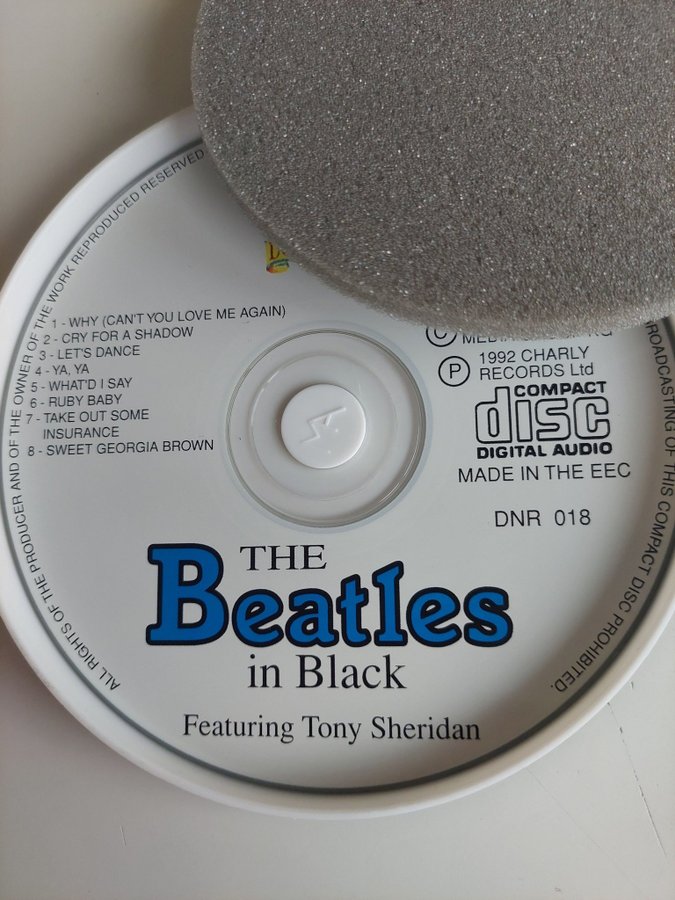 1 - WHY (CAN'T YOU LOVE ME AGAIN)
2 - CRY FOR A SHADOW
3 - LET'S DANCE
4 - YA, YA
5 - WHAT'D I SAY
6 - RUBY BABY
7 - TAKE OUT SOME
INSURANCE
8 - SWEET GEORGIA BROWN
©
Ⓟ 1992 CHARLY
RECORDS Ltd
COMPACT
disc
DIGITAL AUDIO
MADE IN THE EEC
DNR 018
THE
Beatles
in Black
Featuring Tony Sheridan
ALL RIGHTS OF THE PRODUCER AND OF THE OWNER OF THE WORK REPRODUCED RESERVED
BROADCASTING OF THIS COMPACT DISC PROHIBITED.